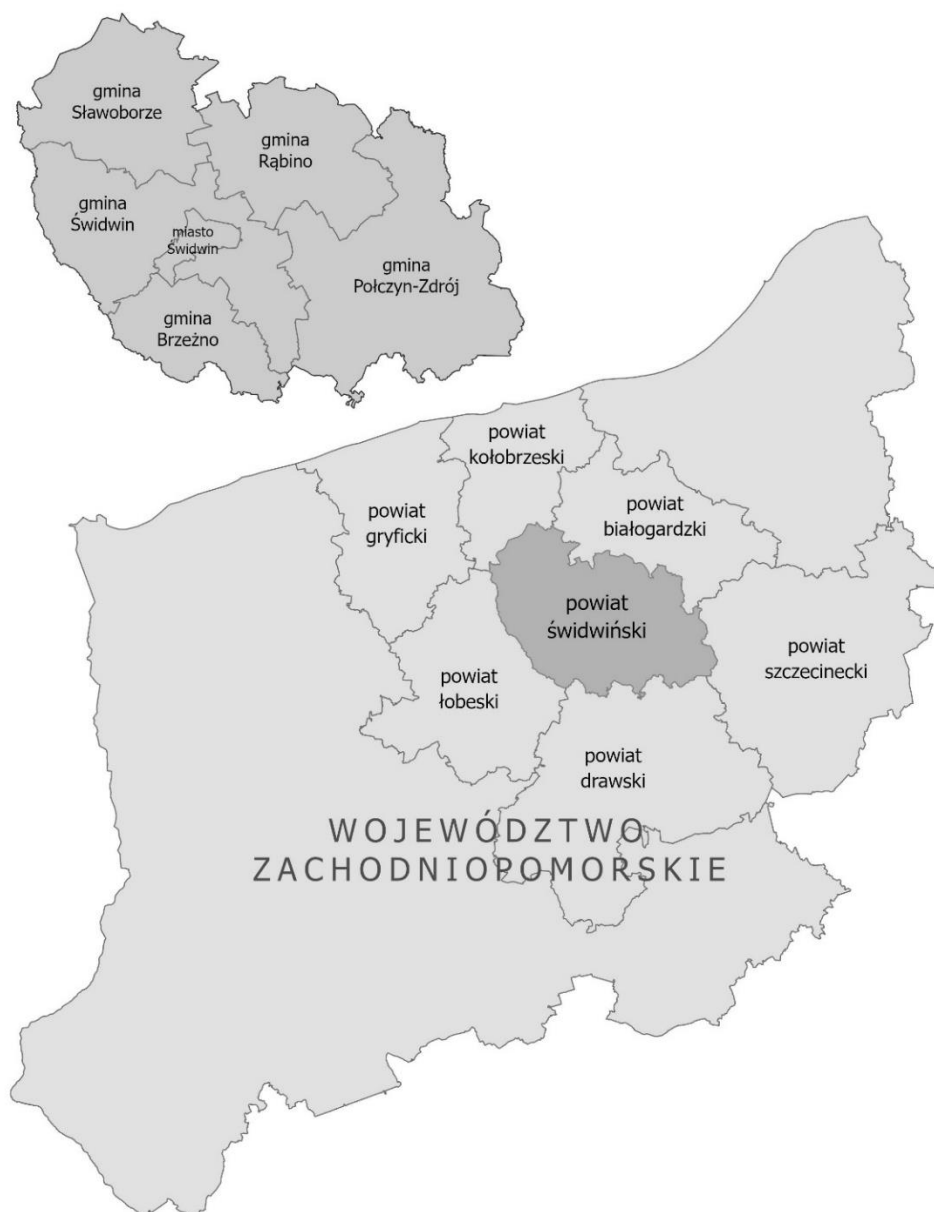 gmina
Sławoborze
gmina
Rąbino
gmina
Świdwin
miasto
Świdwin
gmina
Połczyn-Zdrój
gmina
Brzeżno
powiat
kołobrzeski
powiat
gryficki
powiat
białogardzki
powiat
świdwiński
powiat
szczecinecki
powiat
łobeski
powiat
drawski
WOJEWÓDZTWO
ZACHODNIOPOMORSKIE